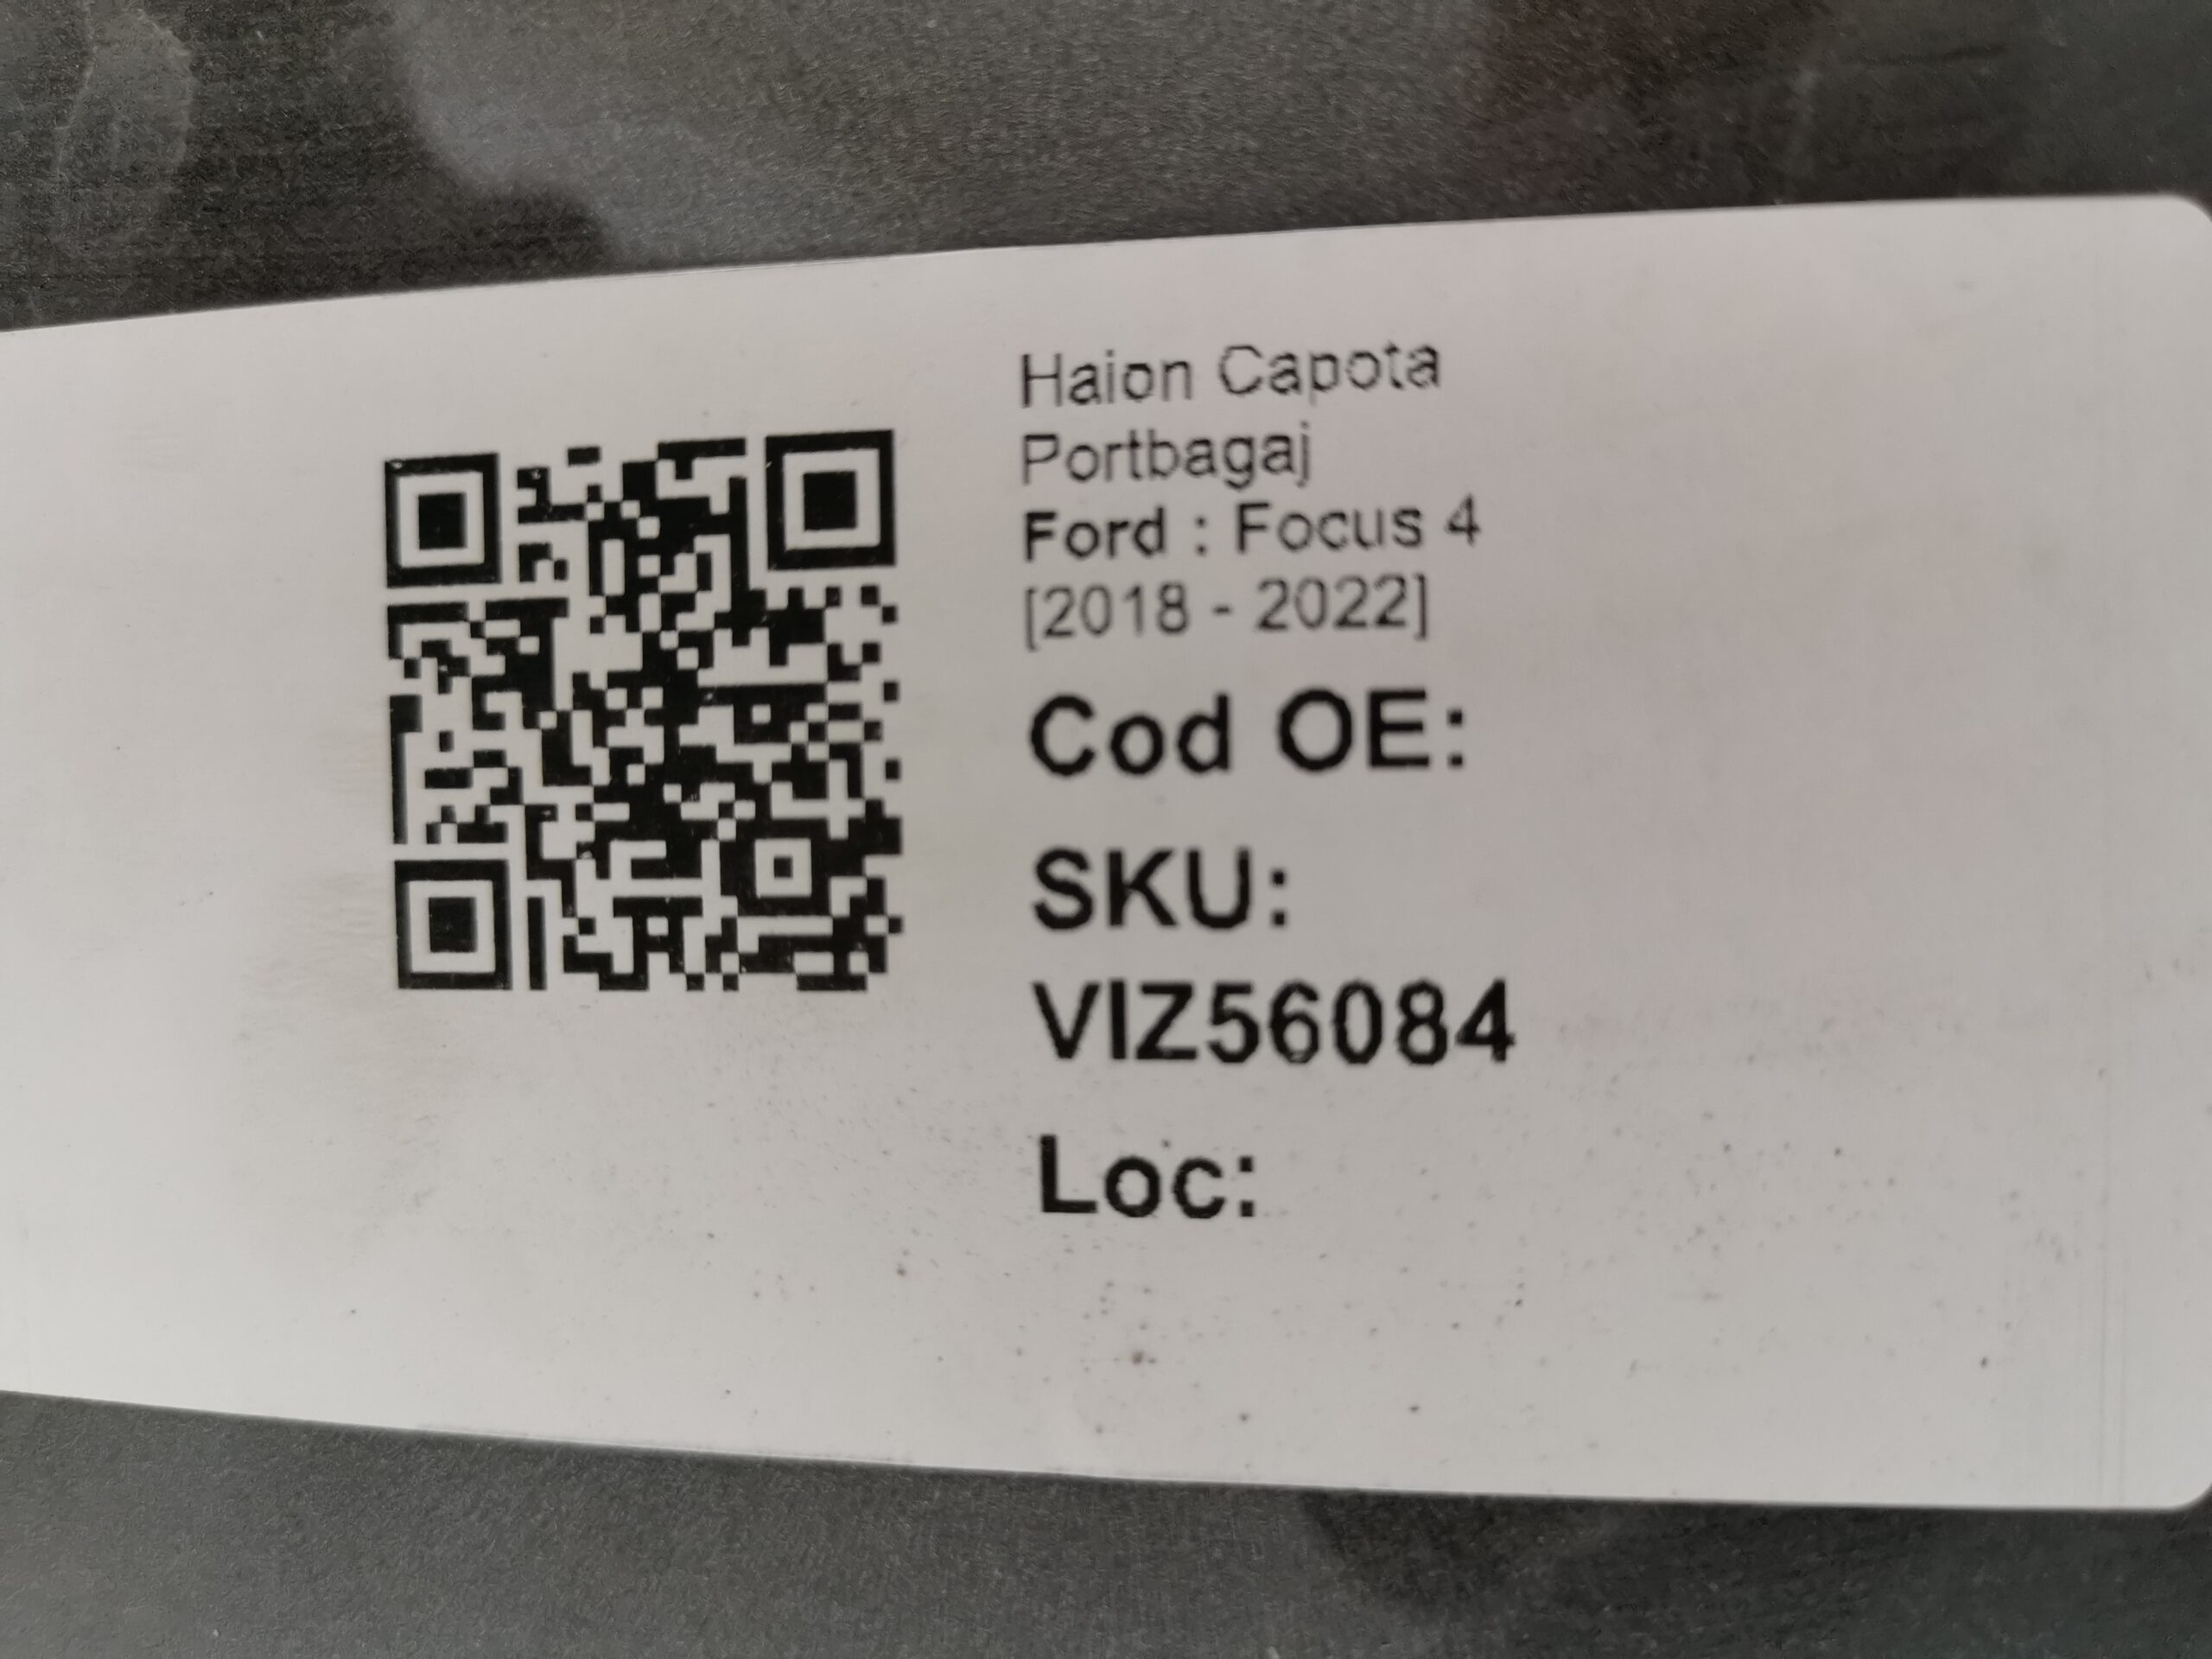 Haion Capota
Portbagaj
Ford : Focus 4
[2018 - 2022]
Cod OE:
SKU:
VIZ56084
Loc: